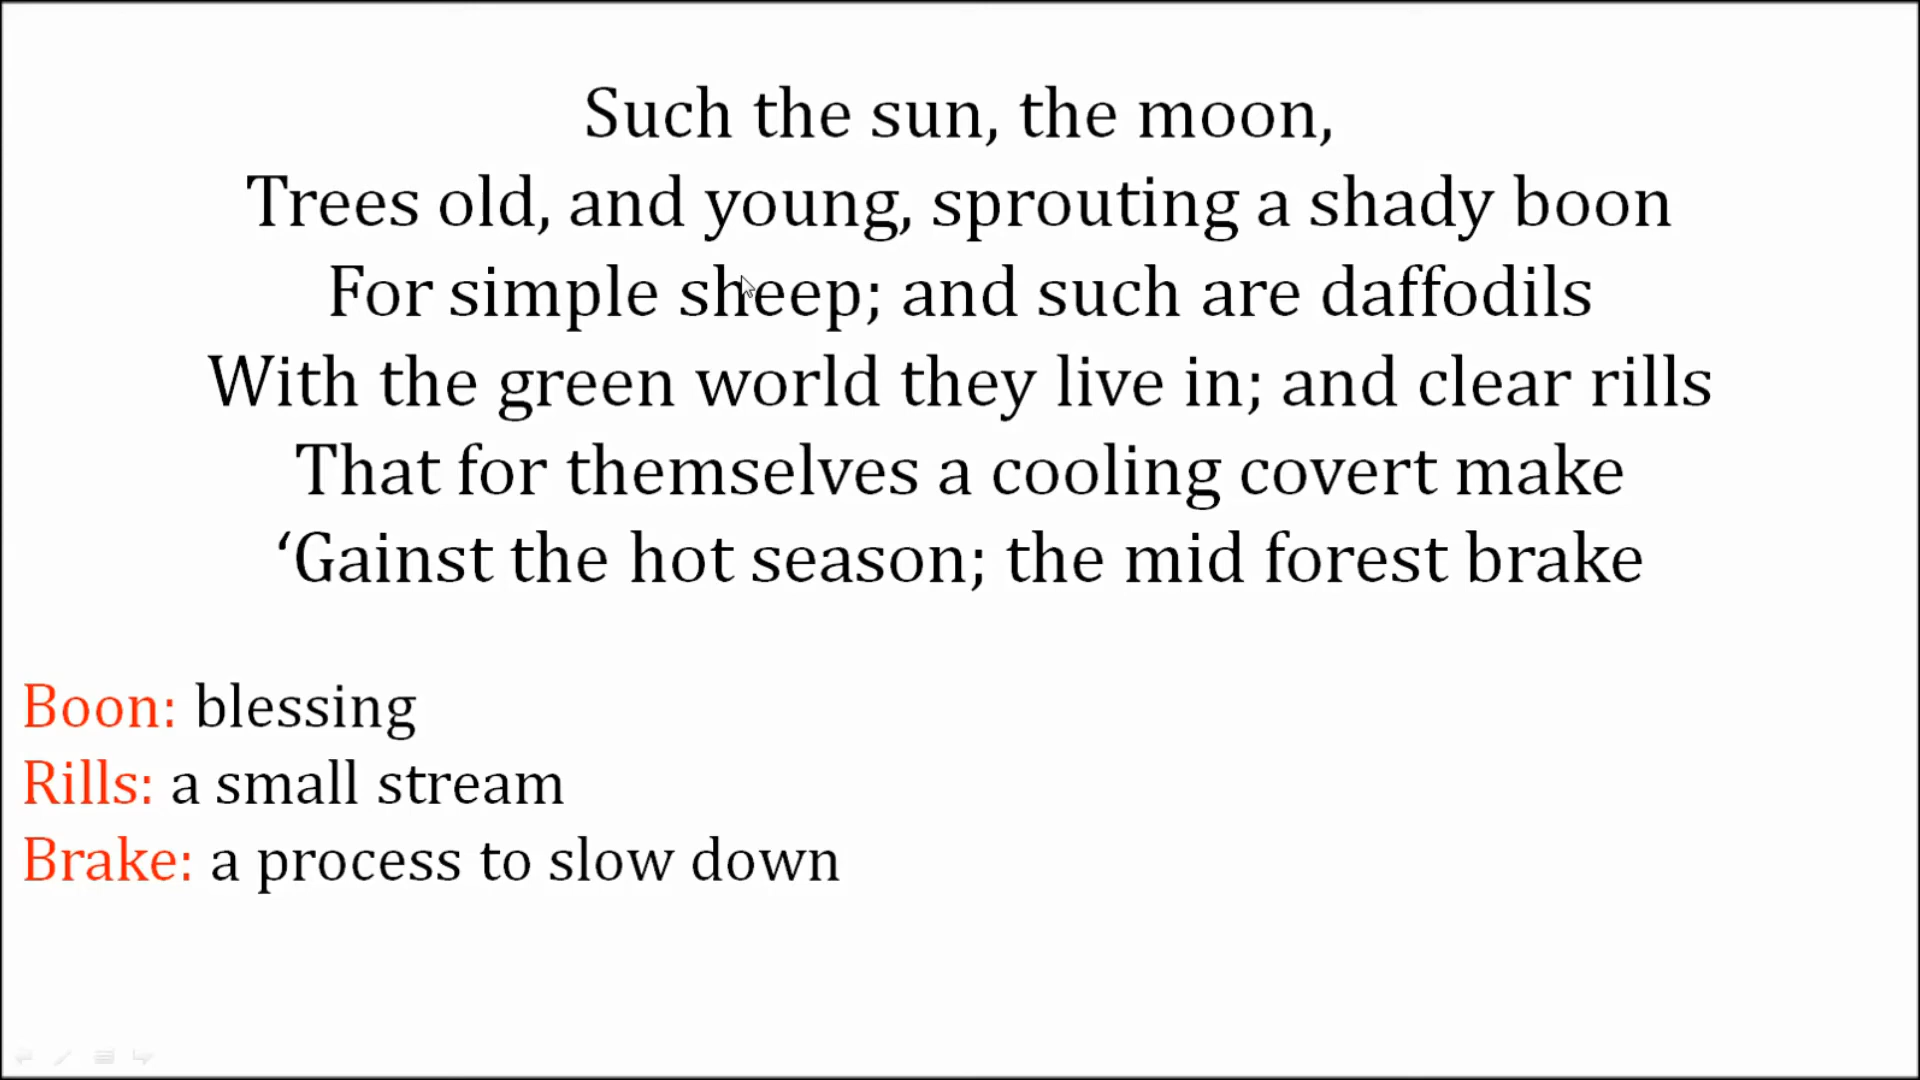 Such the sun, the moon,
Trees old, and young, sprouting a shady boon
For simple sheep; and such are daffodils
With the green world they live in; and clear rills
That for themselves a cooling covert make
‘Gainst the hot season; the mid forest brake
Boon: blessing
Rills: a small stream
Brake: a process to slow down